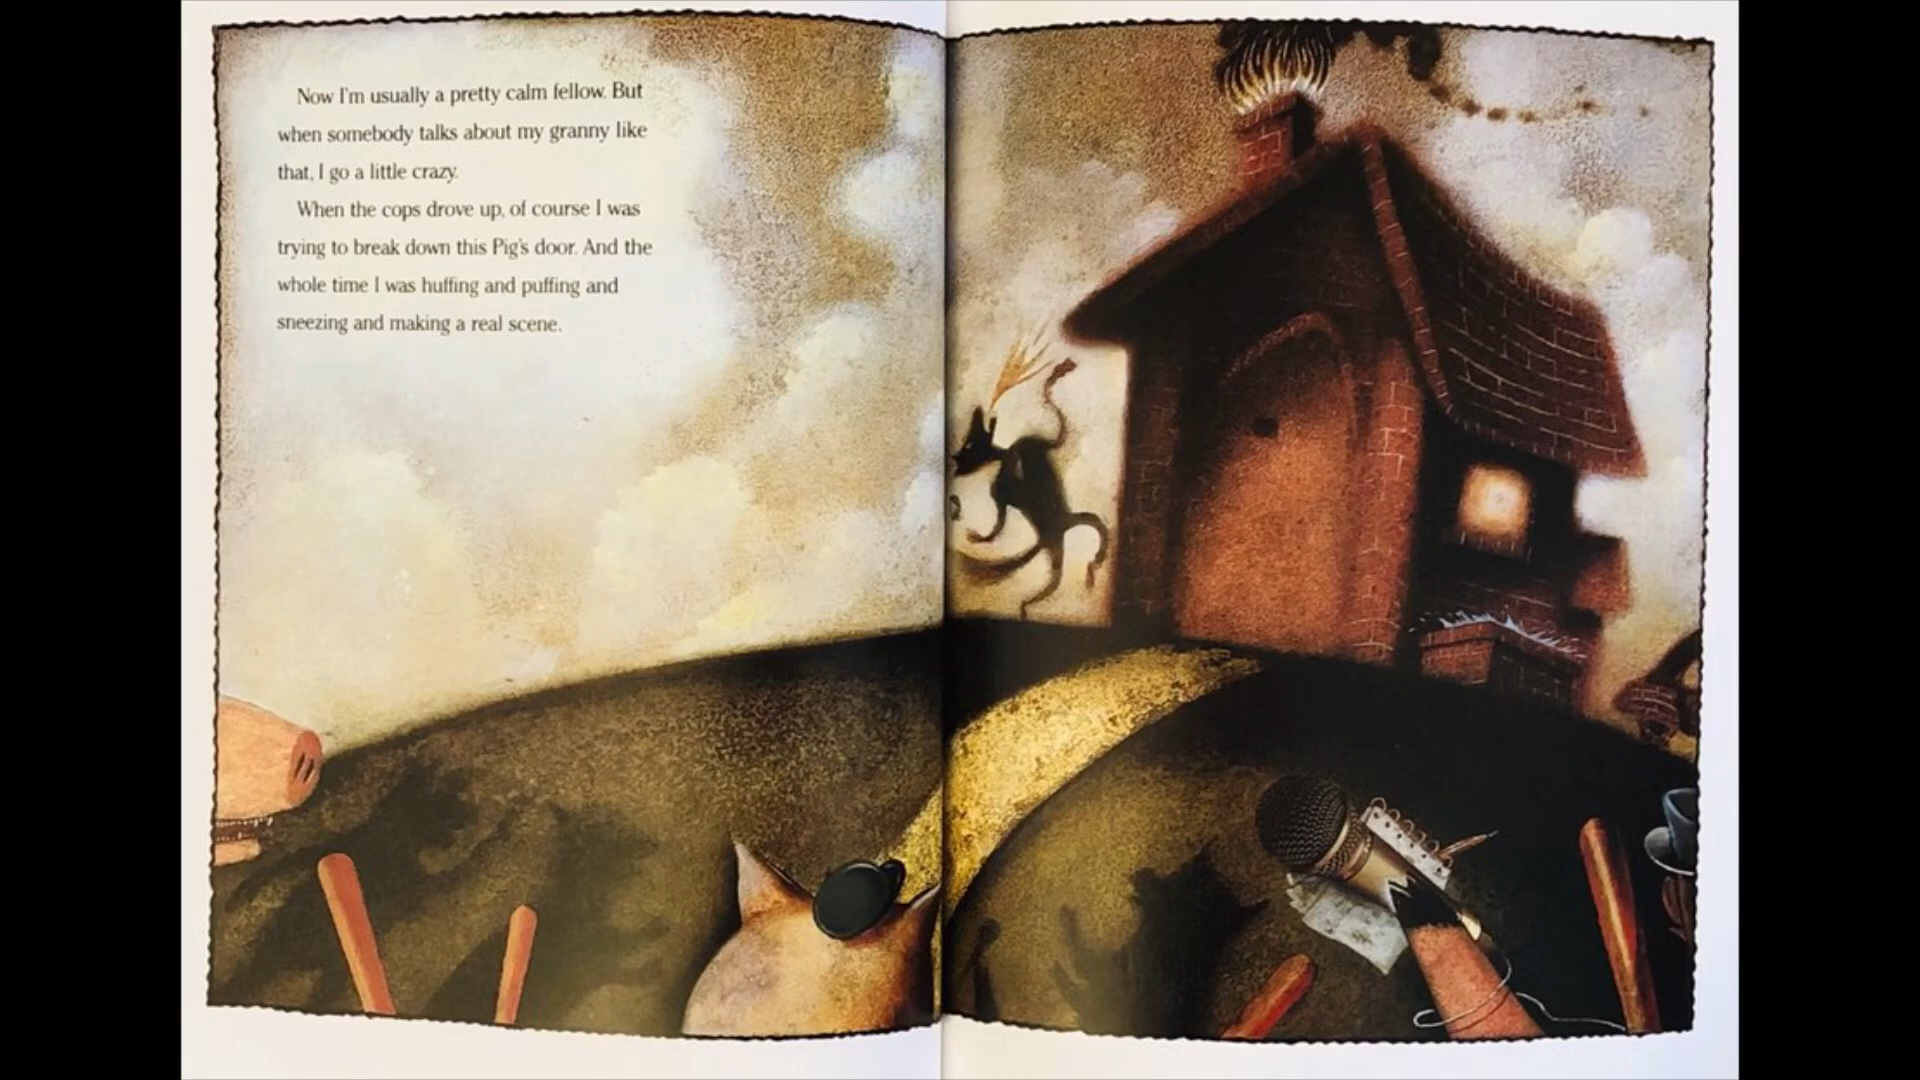 Now I'm usually a pretty calm fellow. But
when somebody talks about my granny like
that, I go a little crazy.
When the cops drove up, of course I was
trying to break down this Pig's door. And the
whole time I was huffing and puffing and
sneezing and making a real scene.